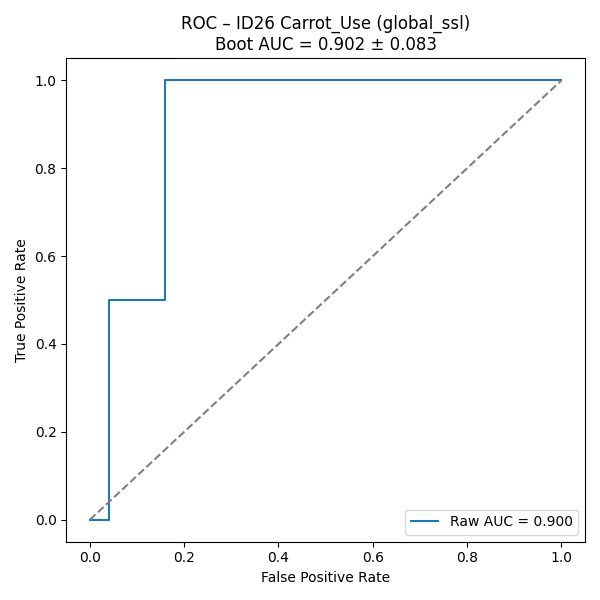 ROC – ID26 Carrot_Use (global_ssl)
Boot AUC = 0.902 ± 0.083
True Positive Rate
1.0
0.8
0.6
0.4
0.2
0.0
Raw AUC = 0.900
0.0 0.2 0.4 0.6 0.8 1.0
False Positive Rate